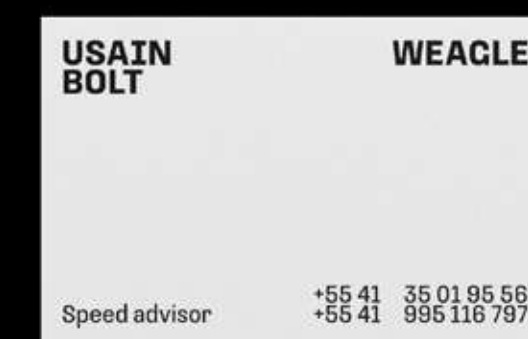 USAIN BOLT
WEAGLE
Speed advisor
+55 41 35 01 95 56
+55 41 995 116 797